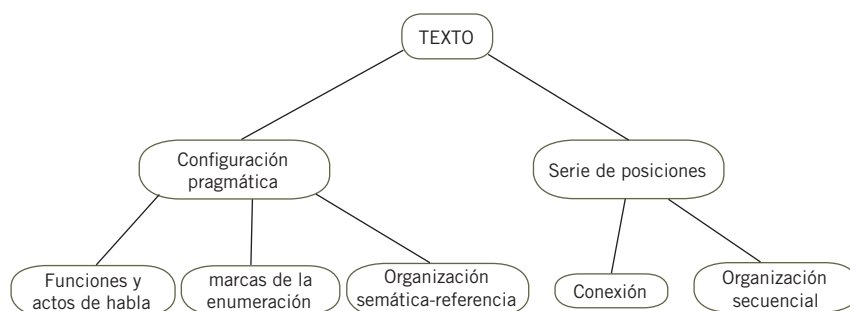 TEXTO
Configuración
pragmática
Serie de posiciones
Funciones y
actos de habla
marcas de la
enumeración
Organización
semática-referencia
Conexión
Organización
secuencial